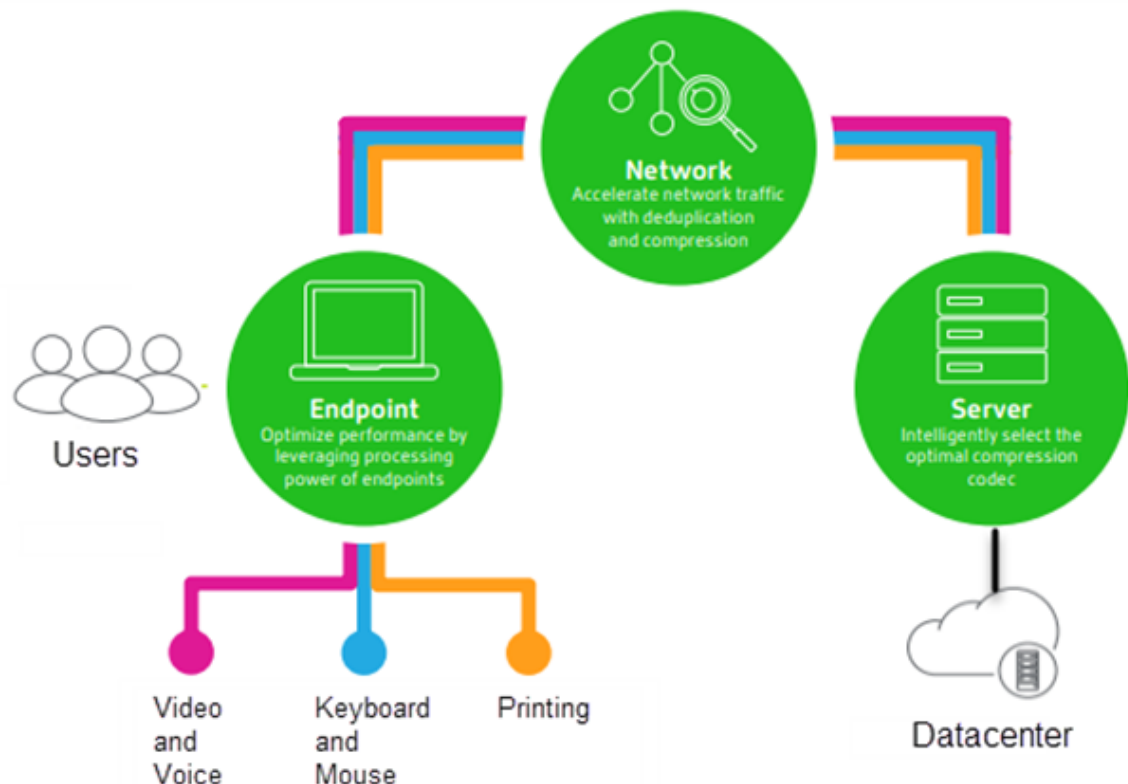 Network
Accelerate network traffic
with deduplication
and compression
Endpoint
Optimize performance by
leveraging processing
power of endpoints
Server
Intelligently select the
optimal compression
codec
Users
Video
and
Voice
Keyboard
and
Mouse
Printing
Datacenter